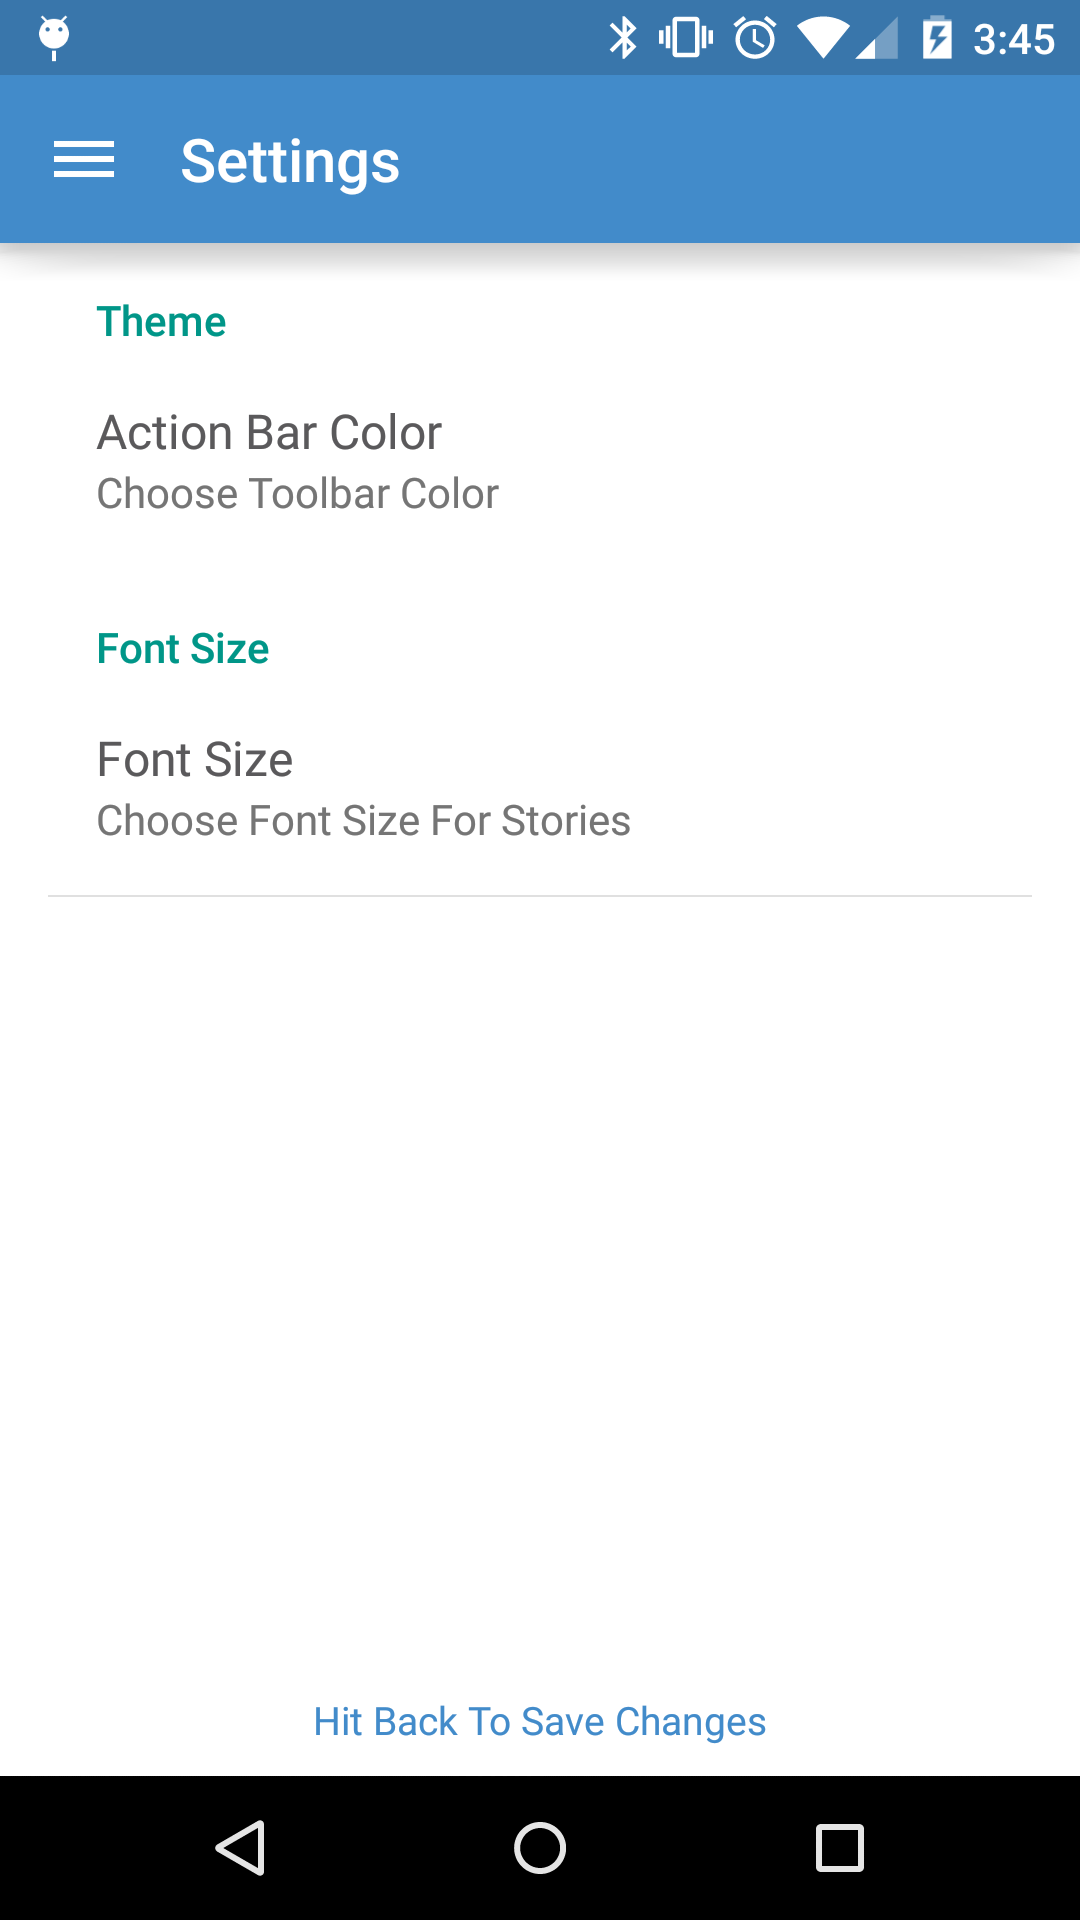 3:45
Settings
Theme
Action Bar Color
Choose Toolbar Color
Font Size
Font Size
Choose Font Size For Stories
Hit Back To Save Changes